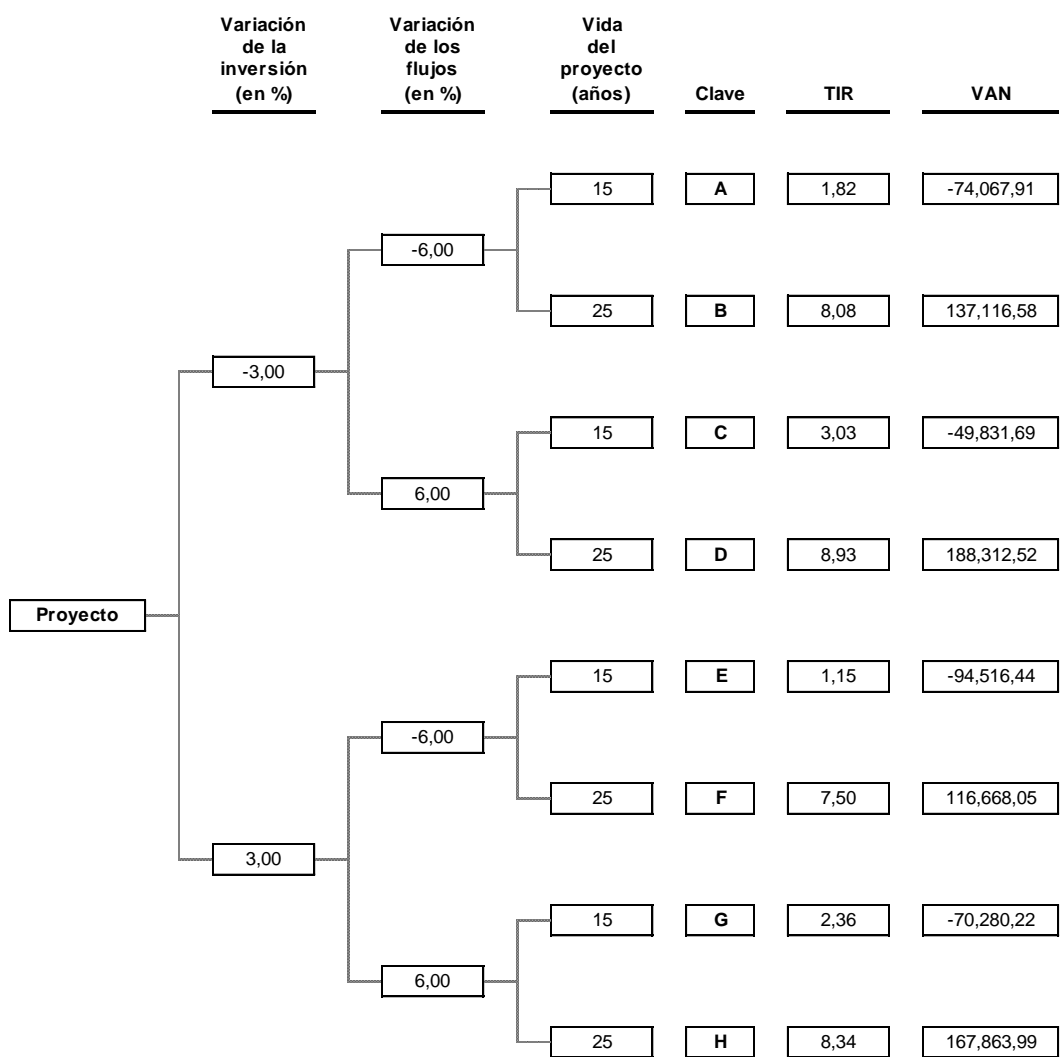 Variación de la inversión (en %)
Variación de los flujos (en %)
Vida del proyecto (años)
Clave
TIR
VAN
15 A 1,82 -74,067,91
-6,00
25 B 8,08 137,116,58
-3,00
15 C 3,03 -49,831,69
6,00
25 D 8,93 188,312,52
Proyecto
15 E 1,15 -94,516,44
-6,00
25 F 7,50 116,668,05
3,00
15 G 2,36 -70,280,22
6,00
25 H 8,34 167,863,99